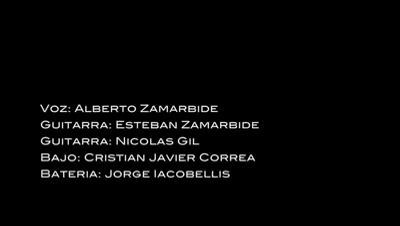 Voz: Alberto Zamarbide
Guitarra: Esteban Zamarbide
Guitarra: Nicolas Gil
Bajo: Cristian Javier Correa
Bateria: Jorge Iacobellis